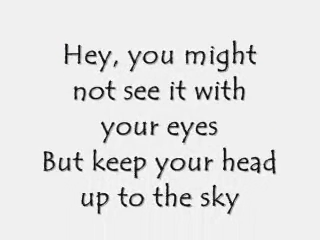 Hey, you might
not see it with
your eyes
But keep your head
up to the sky